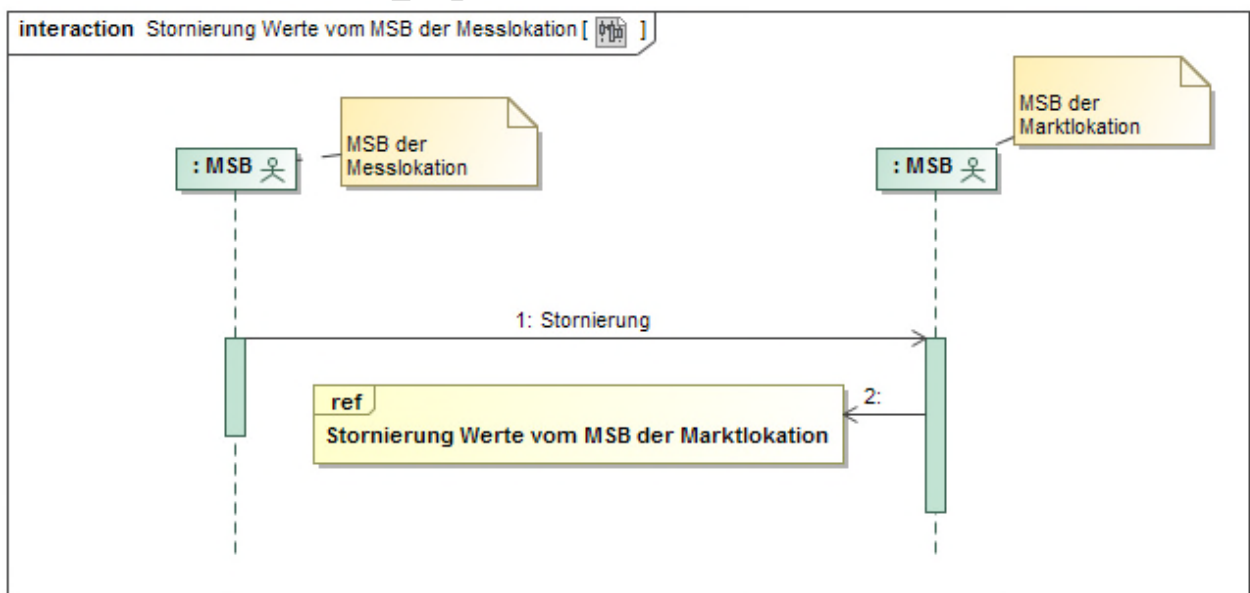 interaction Stornierung Werte vom MSB der Messlokation [ ]
MSB der
Marktlokation
MSB der
Messlokation
: MSB
: MSB
1: Stornierung
ref
2:
Stornierung Werte vom MSB der Marktlokation